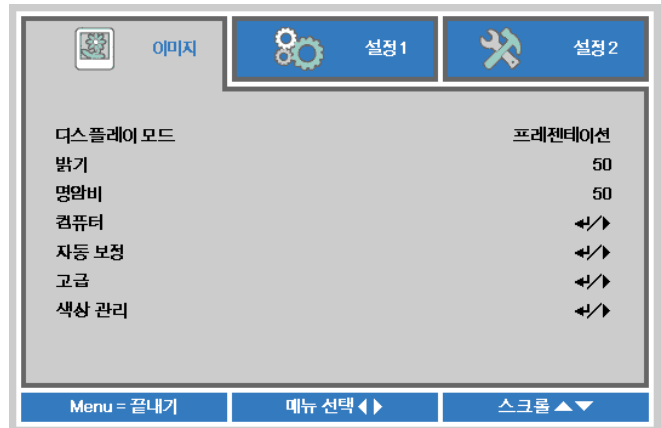 이미지 설정1 설정2
디스플레이 모드 프레젠테이션
밝기 50
명암비 50
컴퓨터 ↵/▶
자동 보정 ↵/▶
고급 ↵/▶
색상 관리 ↵/▶
Menu = 끝내기 메뉴 선택 ◀▶ 스크롤 ▲▼